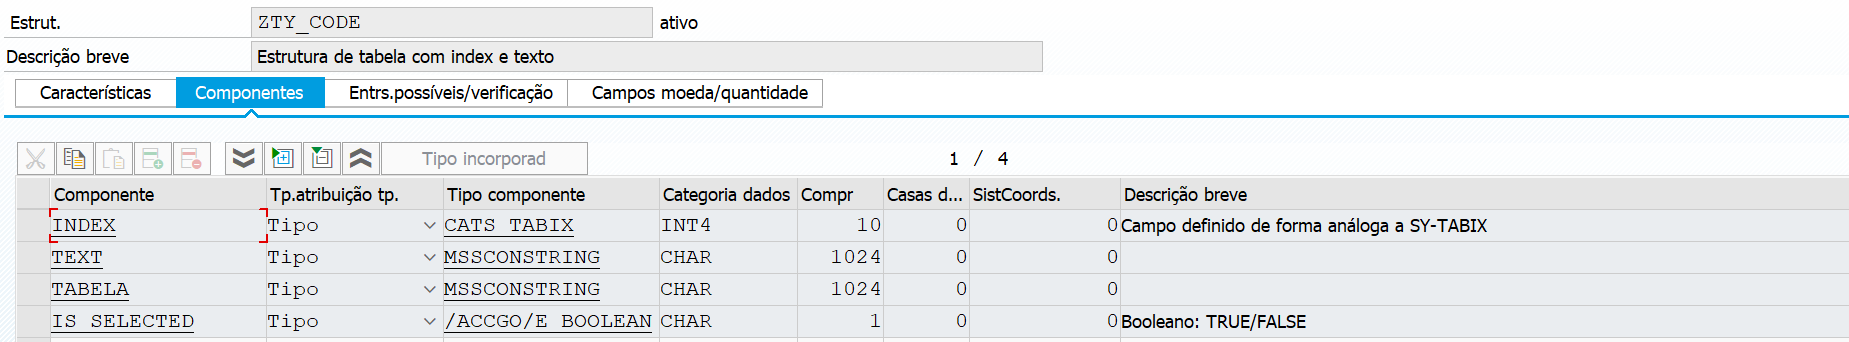 Estrut. ZTY_CODE ativo
Descrição breve Estrutura de tabela com index e texto
Características Componentes Entrs.possíveis/verificação Campos moeda/quantidade
Tipo incorporad 1 / 4
Componente Tp.atribuição tp. Tipo componente Categoria dados Compr Casas d... SistCoords. Descrição breve
INDEX Tipo CATS_TABIX INT4 10 0 0 Campo definido de forma análoga a SY-TABIX
TEXT Tipo MSSCONSTRING CHAR 1024 0 0
TABELA Tipo MSSCONSTRING CHAR 1024 0 0
IS_SELECTED Tipo /ACCGO/E_BOOLEAN CHAR 1 0 0 Booleano: TRUE/FALSE